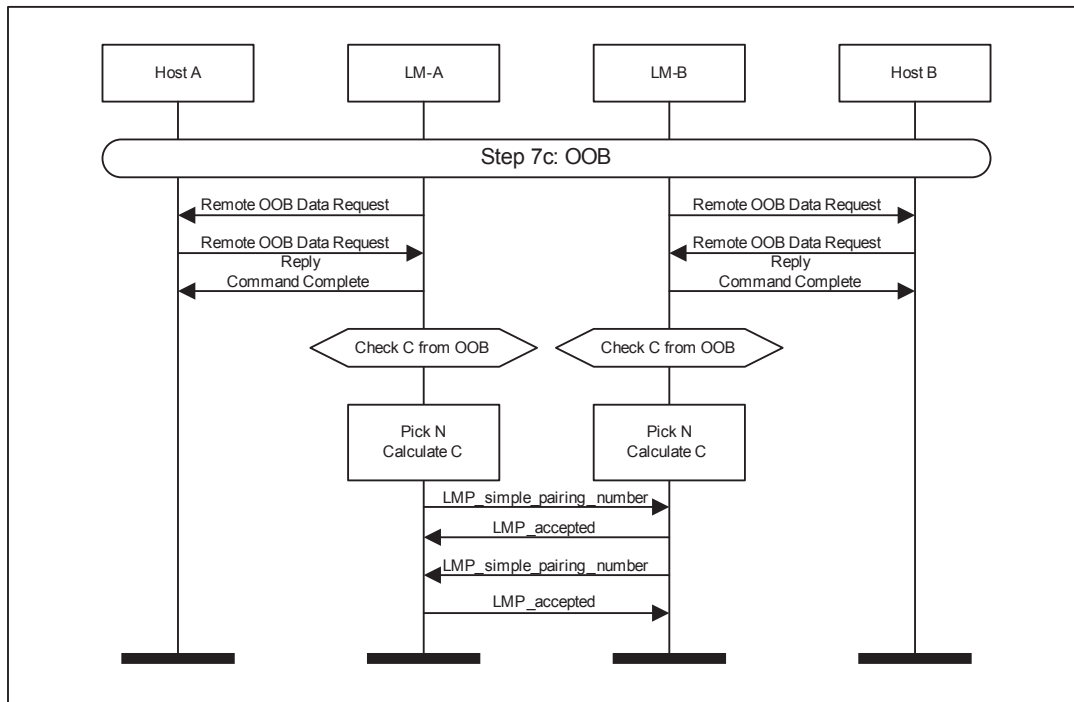 Host A
LM-A
LM-B
Host B
Step 7c: OOB
Remote OOB Data Request
Remote OOB Data Request
Remote OOB Data Request
Reply
Remote OOB Data Request
Reply
Command Complete
Command Complete
Check C from OOB
Check C from OOB
Pick N
Calculate C
Pick N
Calculate C
LMP_simple_pairing_number
LMP_accepted
LMP_simple_pairing_number
LMP_accepted